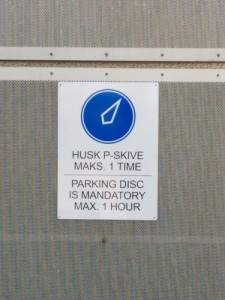 HUSK P-SKIVE
MAKS. 1 TIME
PARKING DISC
IS MANDATORY
MAX. 1 HOUR